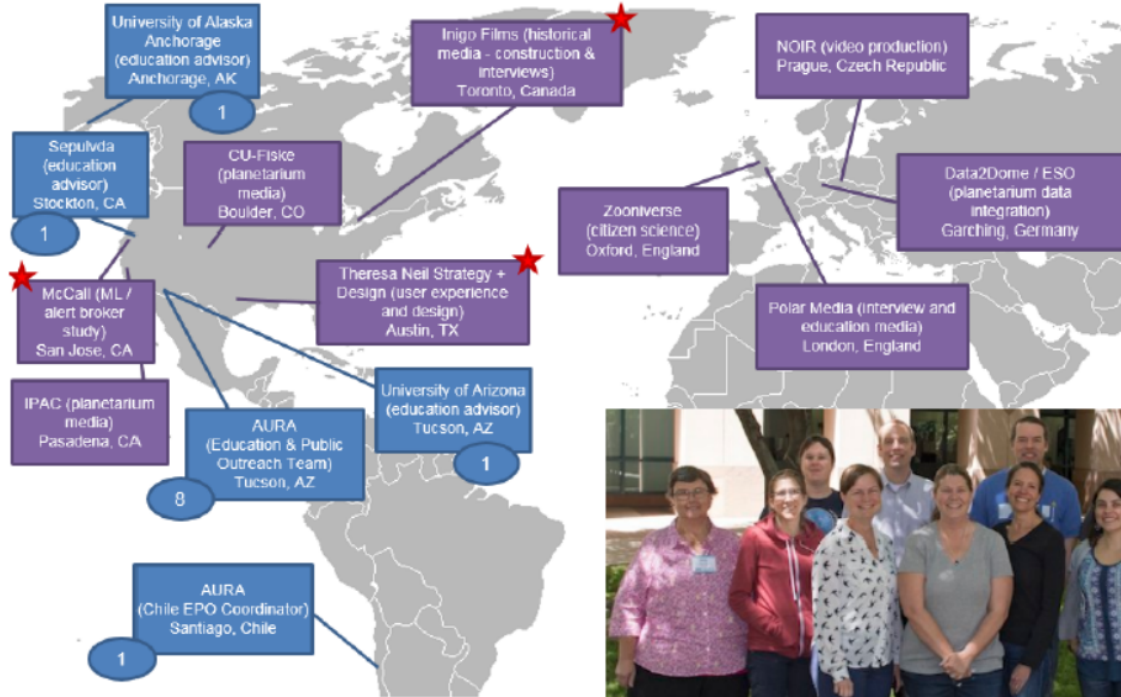 University of Alaska
Anchorage
(education advisor)
Anchorage, AK
1
Inigo Films (historical
media - construction &
interviews)
Toronto, Canada
NOIR (video production)
Prague, Czech Republic
Sepulvda
(education
advisor)
Stockton, CA
1
CU-Fiske
(planetarium
media)
Boulder, CO
Zooniverse
(citizen science)
Oxford, England
Data2Dome / ESO
(planetarium data
integration)
Garching, Germany
McCall (ML /
alert broker
study)
San Jose, CA
Theresa Neil Strategy +
Design (user experience
and design)
Austin, TX
Polar Media (interview and
education media)
London, England
IPAC (planetarium
media)
Pasadena, CA
AURA
(Education & Public
Outreach Team)
Tucson, AZ
8
University of Arizona
(education advisor)
Tucson, AZ
1
AURA
(Chile EPO Coordinator)
Santiago, Chile
1